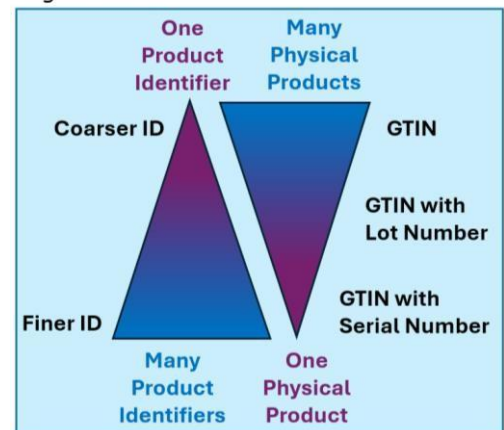 One
Product
Identifier
Many
Physical
Products
Coarser ID
GTIN
GTIN with
Lot Number
GTIN with
Serial Number
Finer ID
Many
Product
Identifiers
One
Physical
Product